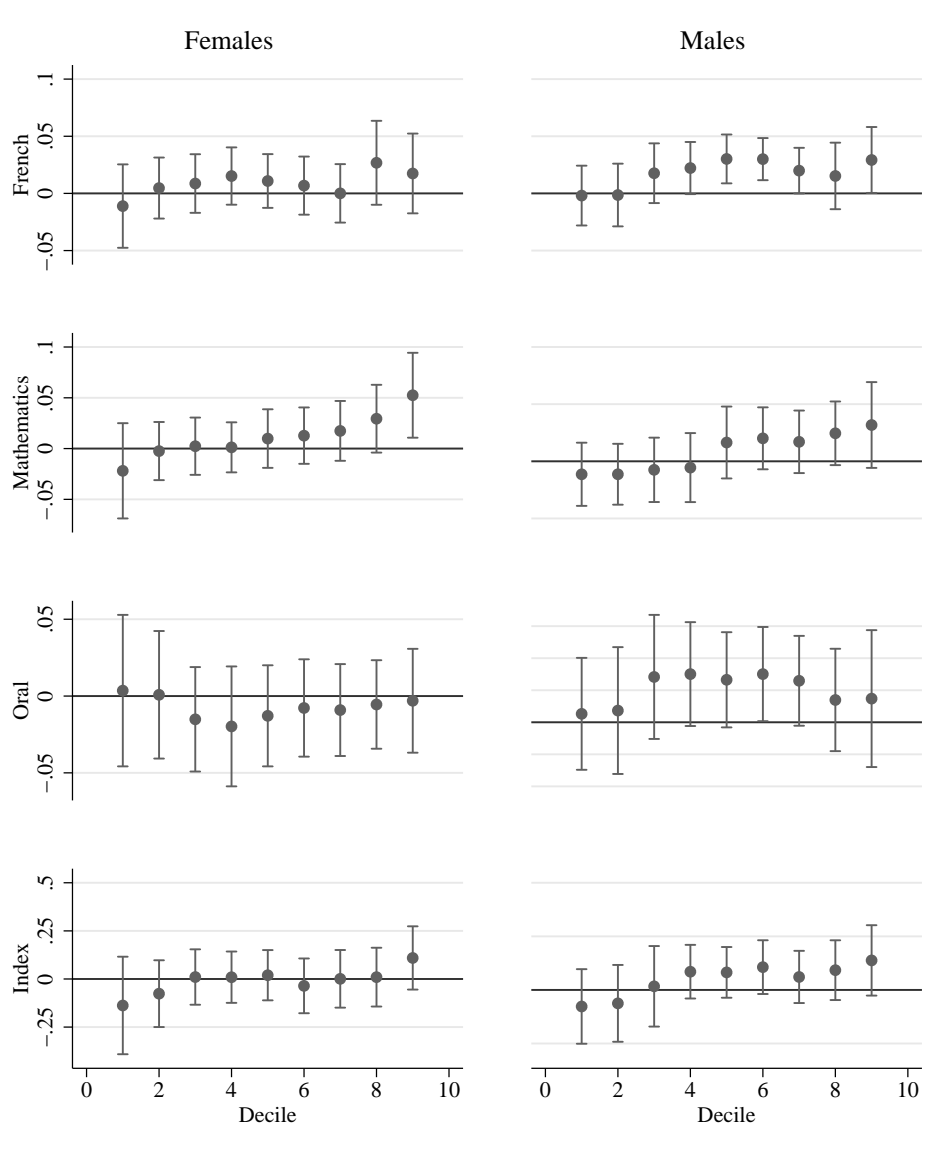 Females Males
French
.1
.05
0
−.05
Mathematics
.1
.05
0
−.05
Oral
.05
0
−.05
Index
.5
.25
0
−.25
0 2 4 6 8 10
Decile
0 2 4 6 8 10
Decile